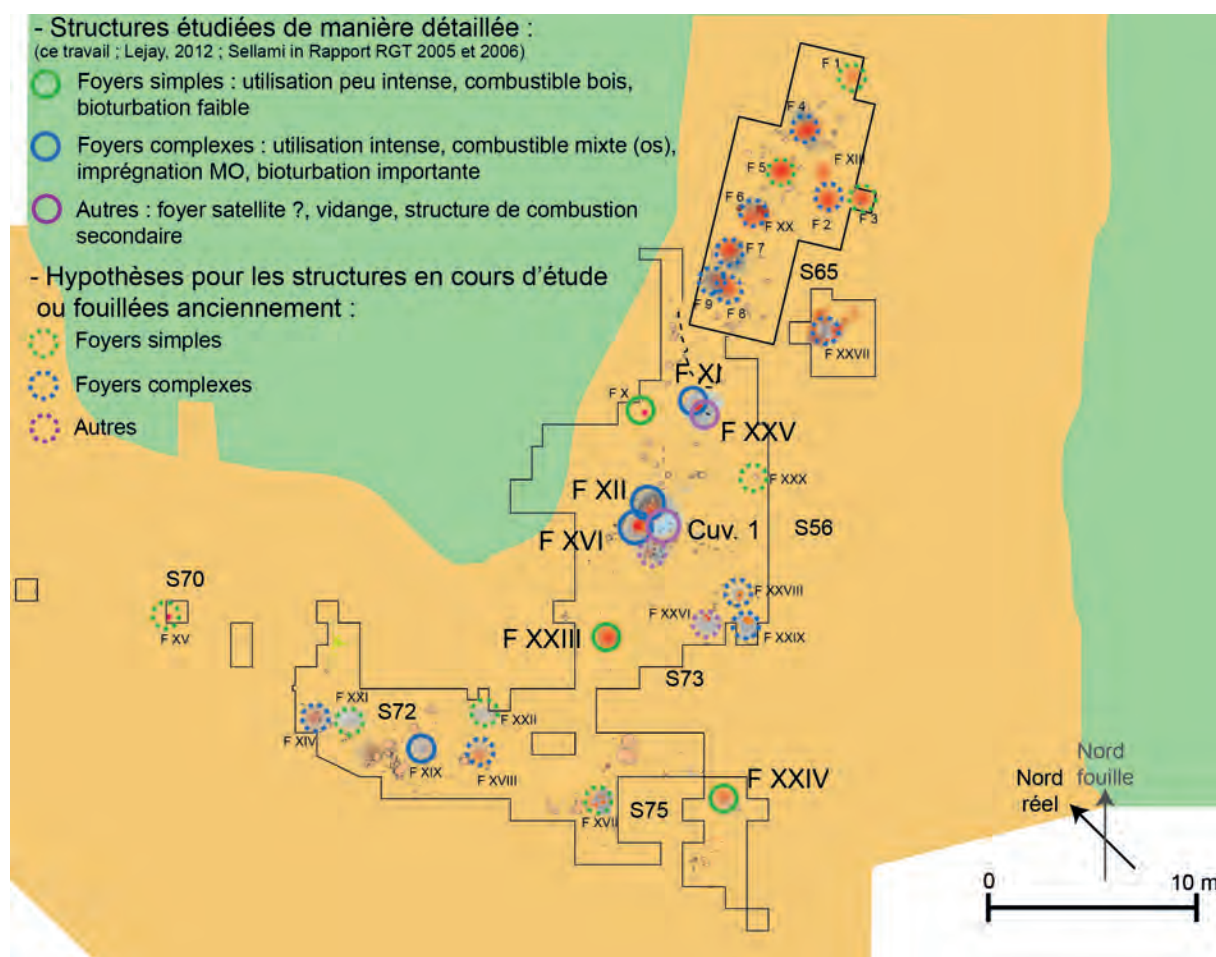 - Structures étudiées de manière détaillée :
(ce travail ; Lejay, 2012 ; Sellami in Rapport RGT 2005 et 2006)
Foyers simples : utilisation peu intense, combustible bois,
bioturbation faible
Foyers complexes : utilisation intense, combustible mixte (os),
imprégnation MO, bioturbation importante
Autres : foyer satellite ?, vidange, structure de combustion
secondaire
- Hypothèses pour les structures en cours d'étude
ou fouillées anciennement :
Foyers simples
Foyers complexes
Autres
F 1
F 4
F 5
F XIII
F 6
F XX
F 2
F 3
F 7
F 9
F 8
S65
F XXVII
F XI
F X
F XXV
F XXX
F XII
F XVI
Cuv. 1
S56
F XXVIII
F XXVI
F XXIX
S70
F XV
F XXIII
S73
F XXI
S72
F XXII
F XIV
F XIX
F XVIII
F XXIV
F XVII
S75
Nord
fouille
Nord
réel
0
10 m